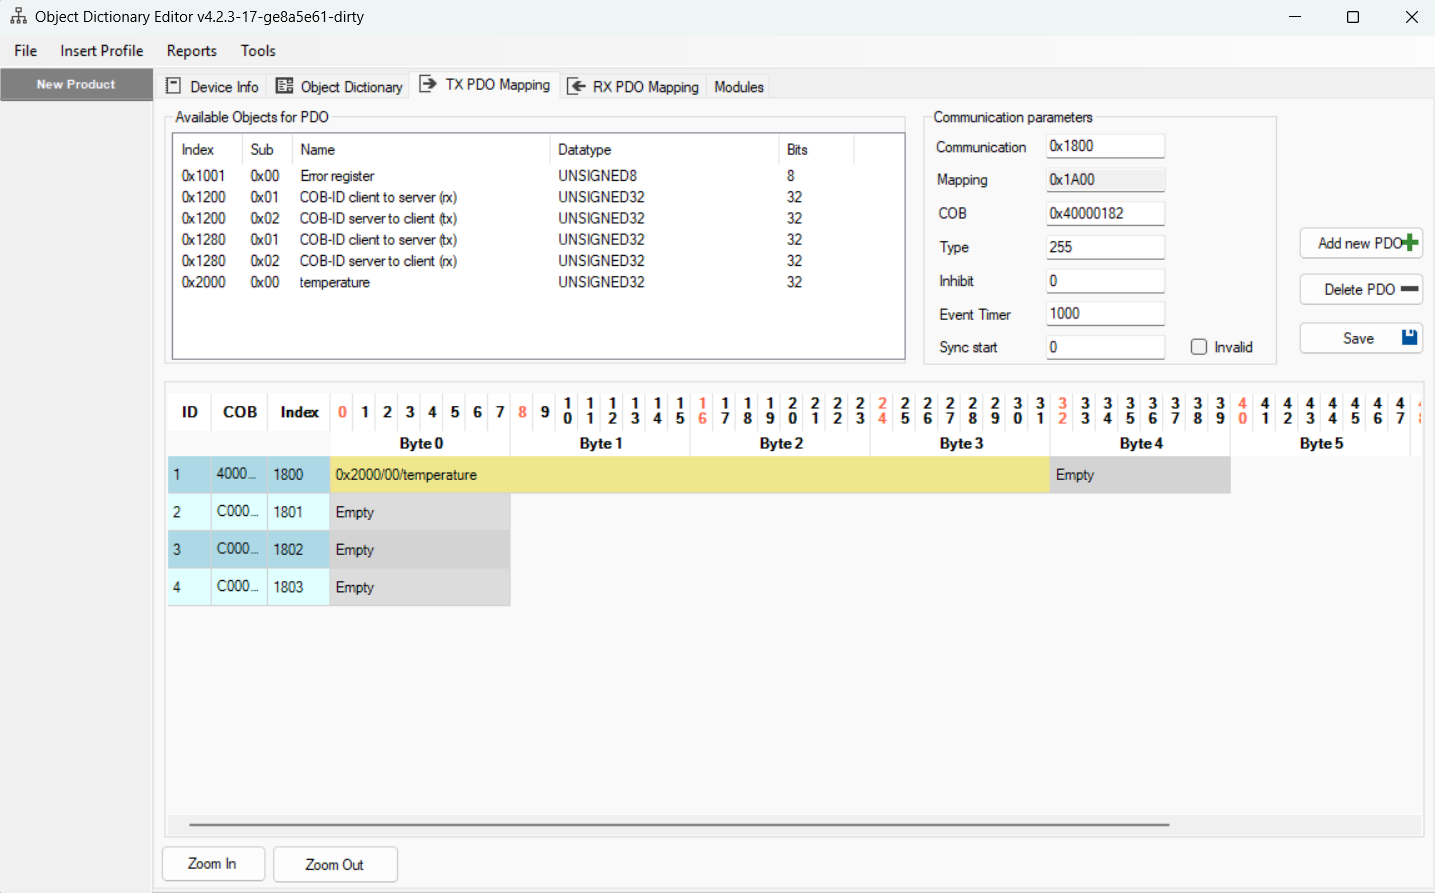 Object Dictionary Editor v4.2.3-17-ge8a5e61-dirty
File Insert Profile Reports Tools
New Product
Device Info Object Dictionary TX PDO Mapping RX PDO Mapping Modules
Available Objects for PDO
Index Sub Name Datatype Bits
0x1001 0x00 Error register UNSIGNED8 8
0x1200 0x01 COB-ID client to server (rx) UNSIGNED32 32
0x1200 0x02 COB-ID server to client (tx) UNSIGNED32 32
0x1280 0x01 COB-ID client to server (tx) UNSIGNED32 32
0x1280 0x02 COB-ID server to client (rx) UNSIGNED32 32
0x2000 0x00 temperature UNSIGNED32 32
Communication parameters
Communication 0x1800
Mapping 0x1A00
COB 0x40000182
Type 255
Inhibit 0
Event Timer 1000
Sync start 0 Invalid
Add new PDO
Delete PDO
Save
ID COB Index 0 1 2 3 4 5 6 7 8 9 10 11 12 13 14 15 16 17 18 19 20 21 22 23 24 25 26 27 28 29 30 31 32 33 34 35 36 37 38 39 40 41 42 43 44 45 46 47
Byte 0 Byte 1 Byte 2 Byte 3 Byte 4 Byte 5
1 4000... 1800 0x2000/00/temperature Empty
2 C000... 1801 Empty
3 C000... 1802 Empty
4 C000... 1803 Empty
Zoom In Zoom Out